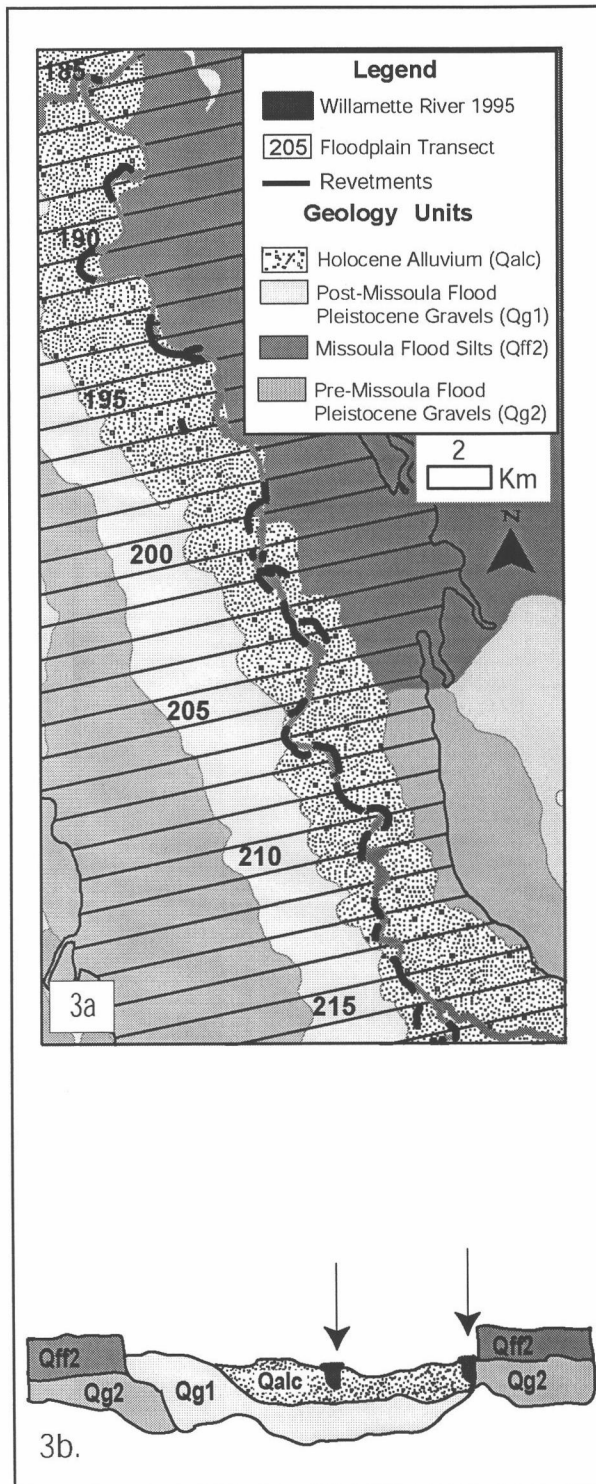 185
190
195
200
205
210
215
3a
Legend
Willamette River 1995
205 Floodplain Transect
Revetments
Geology Units
Holocene Alluvium (Qalc)
Post-Missoula Flood
Pleistocene Gravels (Qg1)
Missoula Flood Silts (Qff2)
Pre-Missoula Flood
Pleistocene Gravels (Qg2)
2
Km
N
Qff2
Qg2
Qg1
Qalc
Qff2
Qg2
3b.